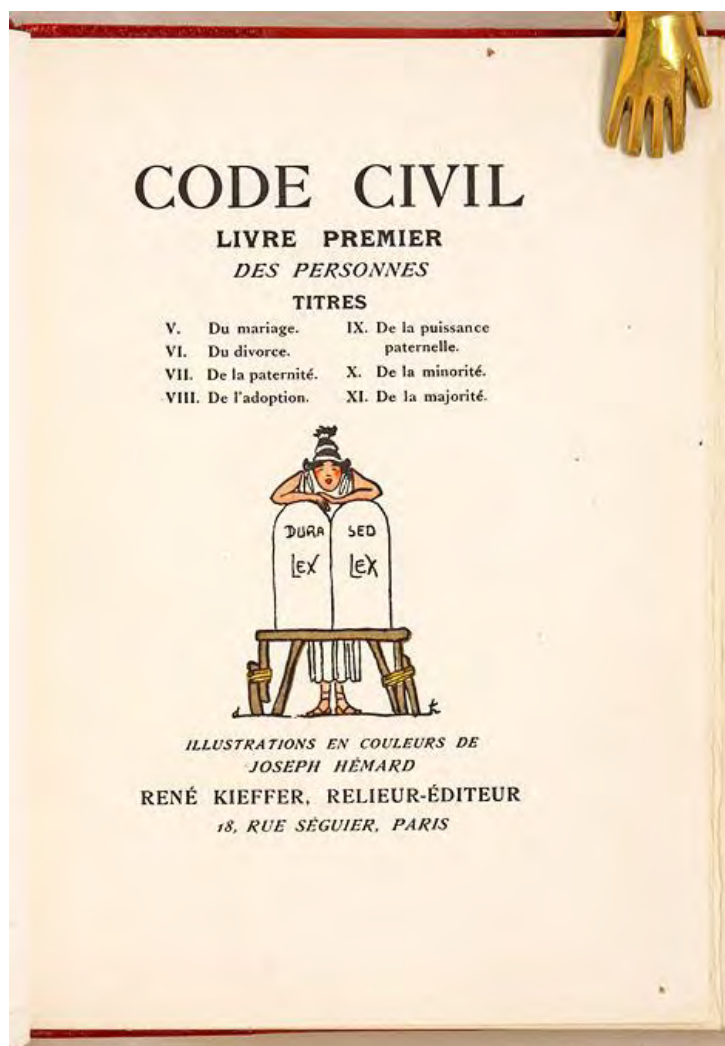 CODE CIVIL
LIVRE PREMIER
DES PERSONNES
TITRES
V. Du mariage.
VI. Du divorce.
VII. De la paternité.
VIII. De l'adoption.
IX. De la puissance
paternelle.
X. De la minorité.
XI. De la majorité.
DURA SED
LEX LEX
ILLUSTRATIONS EN COULEURS DE
JOSEPH HÉMARD
RENÉ KIEFFER, RELIEUR-ÉDITEUR
18, RUE SÉGUIER, PARIS